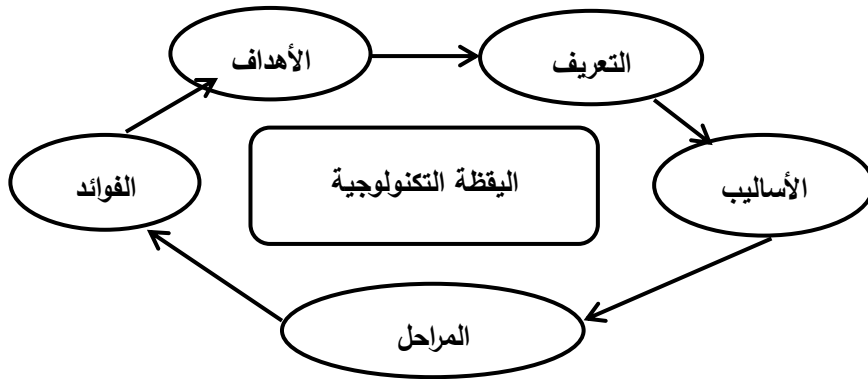 الأهداف
التعريف
الأساليب
اليقظة التكنولوجية
الفوائد
المراحل